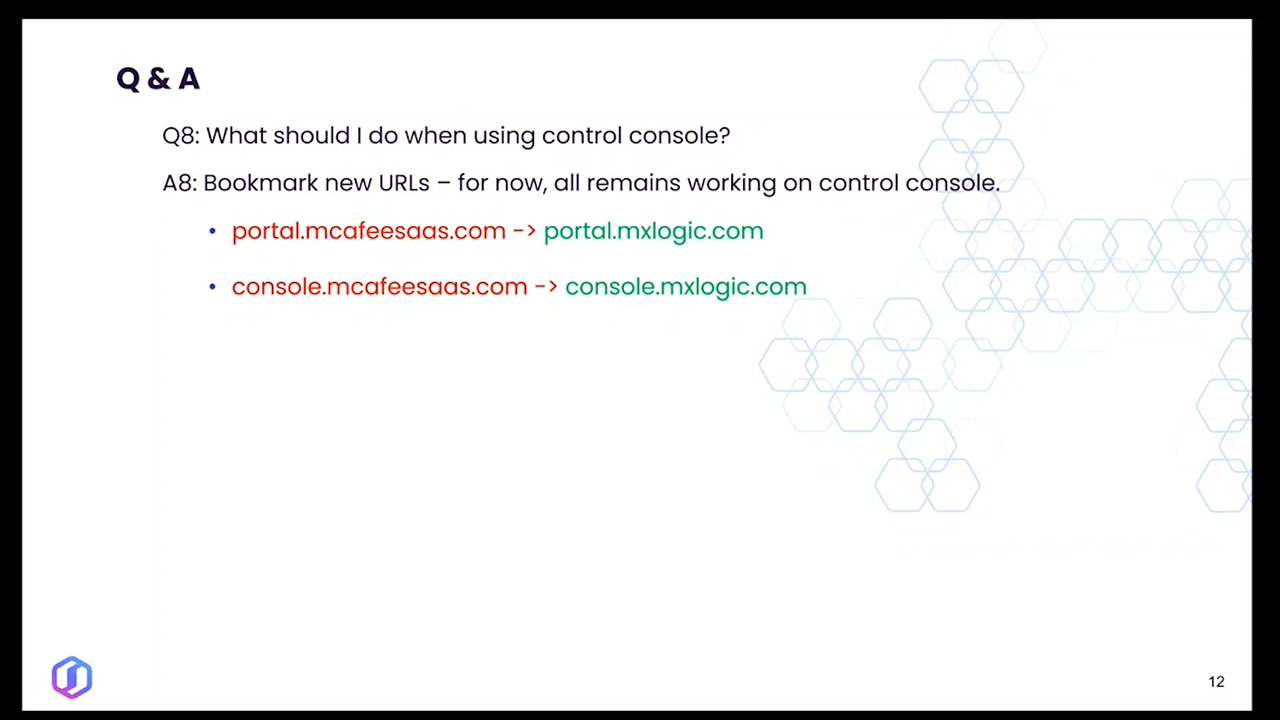 Q & A
Q8: What should I do when using control console?
A8: Bookmark new URLs – for now, all remains working on control console.
• portal.mcafeesaas.com -> portal.mxlogic.com
• console.mcafeesaas.com -> console.mxlogic.com
12